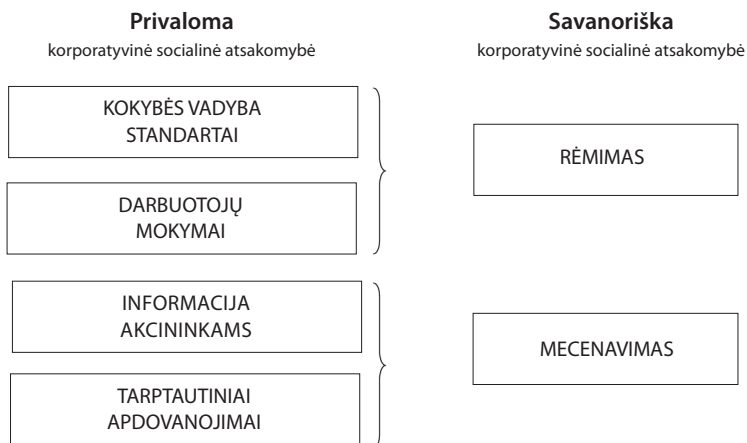 Privaloma
korporatyvinė socialinė atsakomybė
KOKYBĖS VADYBA
STANDARTAI
DARBUOTOJŲ
MOKYMAI
INFORMACIJA
AKCININKAMS
TARPTAUTINIAI
APDOVANOJIMAI
Savanoriška
korporatyvinė socialinė atsakomybė
RĖMIMAS
MECENAVIMAS